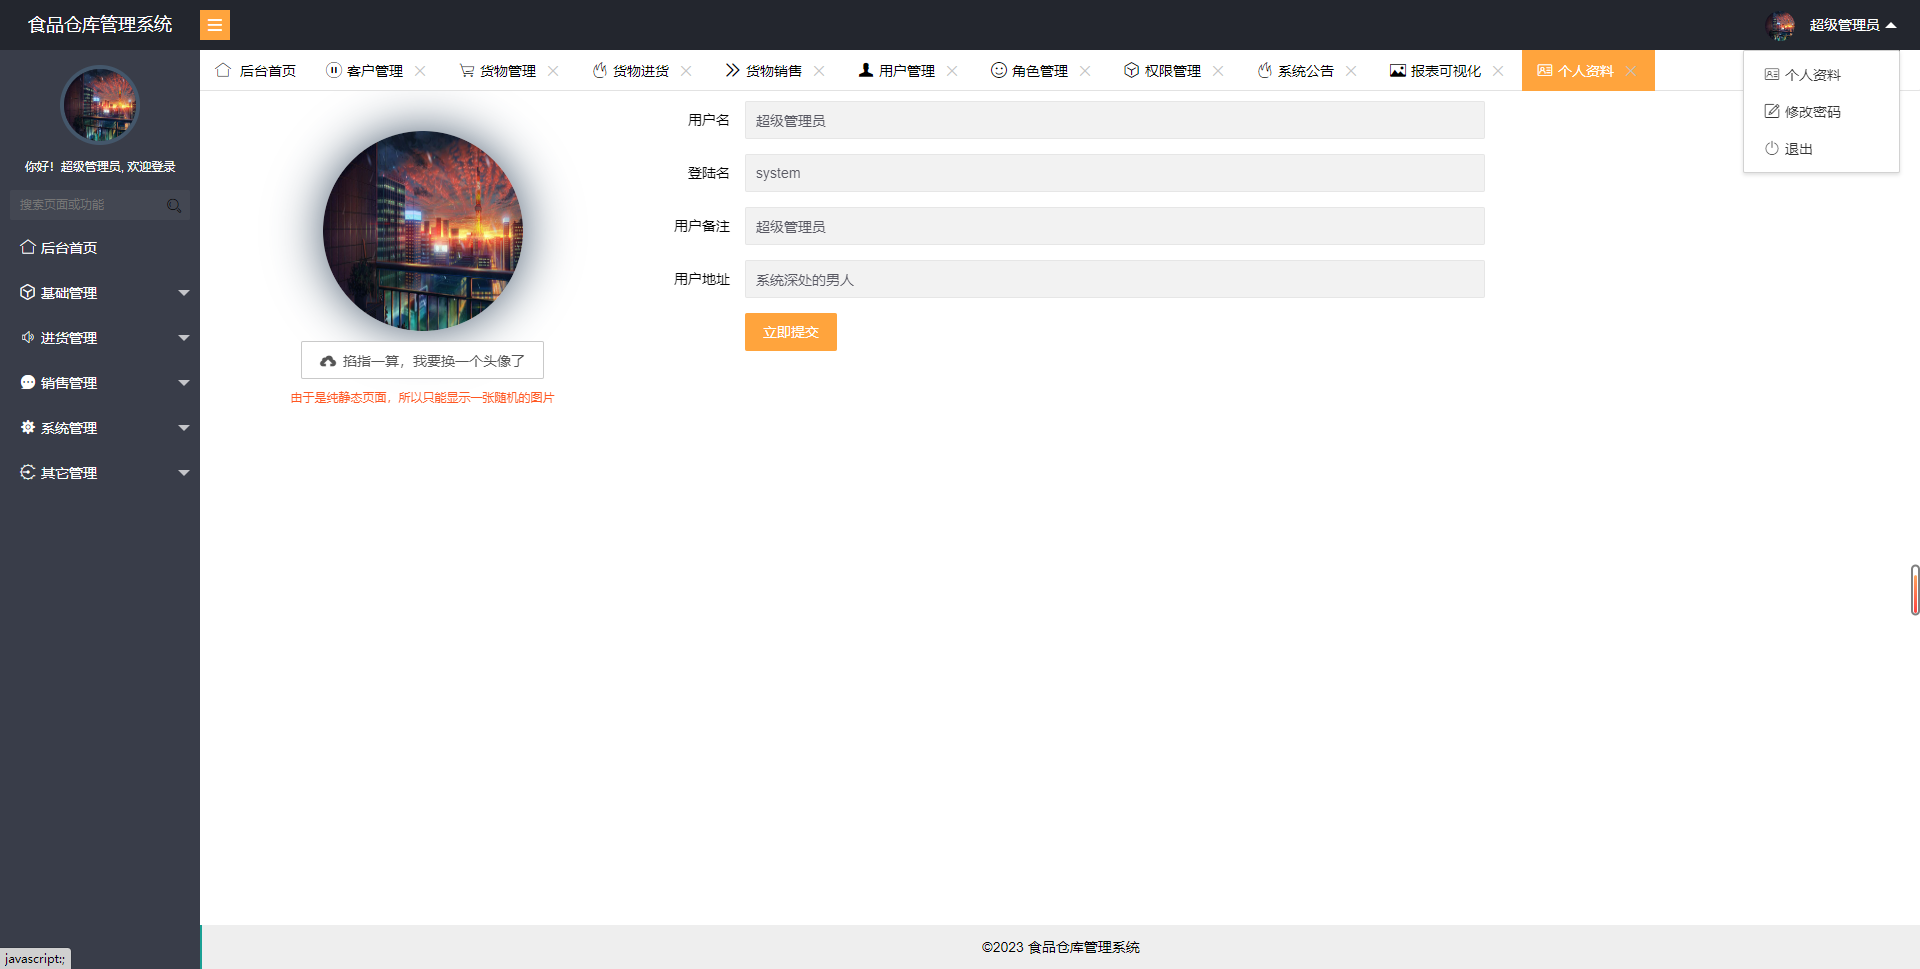 食品仓库管理系统
超级管理员
后台首页 客户管理 货物管理 货物进货 货物销售 用户管理 角色管理 权限管理 系统公告 报表可视化 个人资料
个人资料
修改密码
退出
你好！超级管理员, 欢迎登录
搜索页面或功能
后台首页
基础管理
进货管理
销售管理
系统管理
其它管理
掐指一算，我要换一个头像了
由于是纯静态页面，所以只能显示一张随机的图片
用户名 超级管理员
登陆名 system
用户备注 超级管理员
用户地址 系统深处的男人
立即提交
©2023 食品仓库管理系统
javascript:;